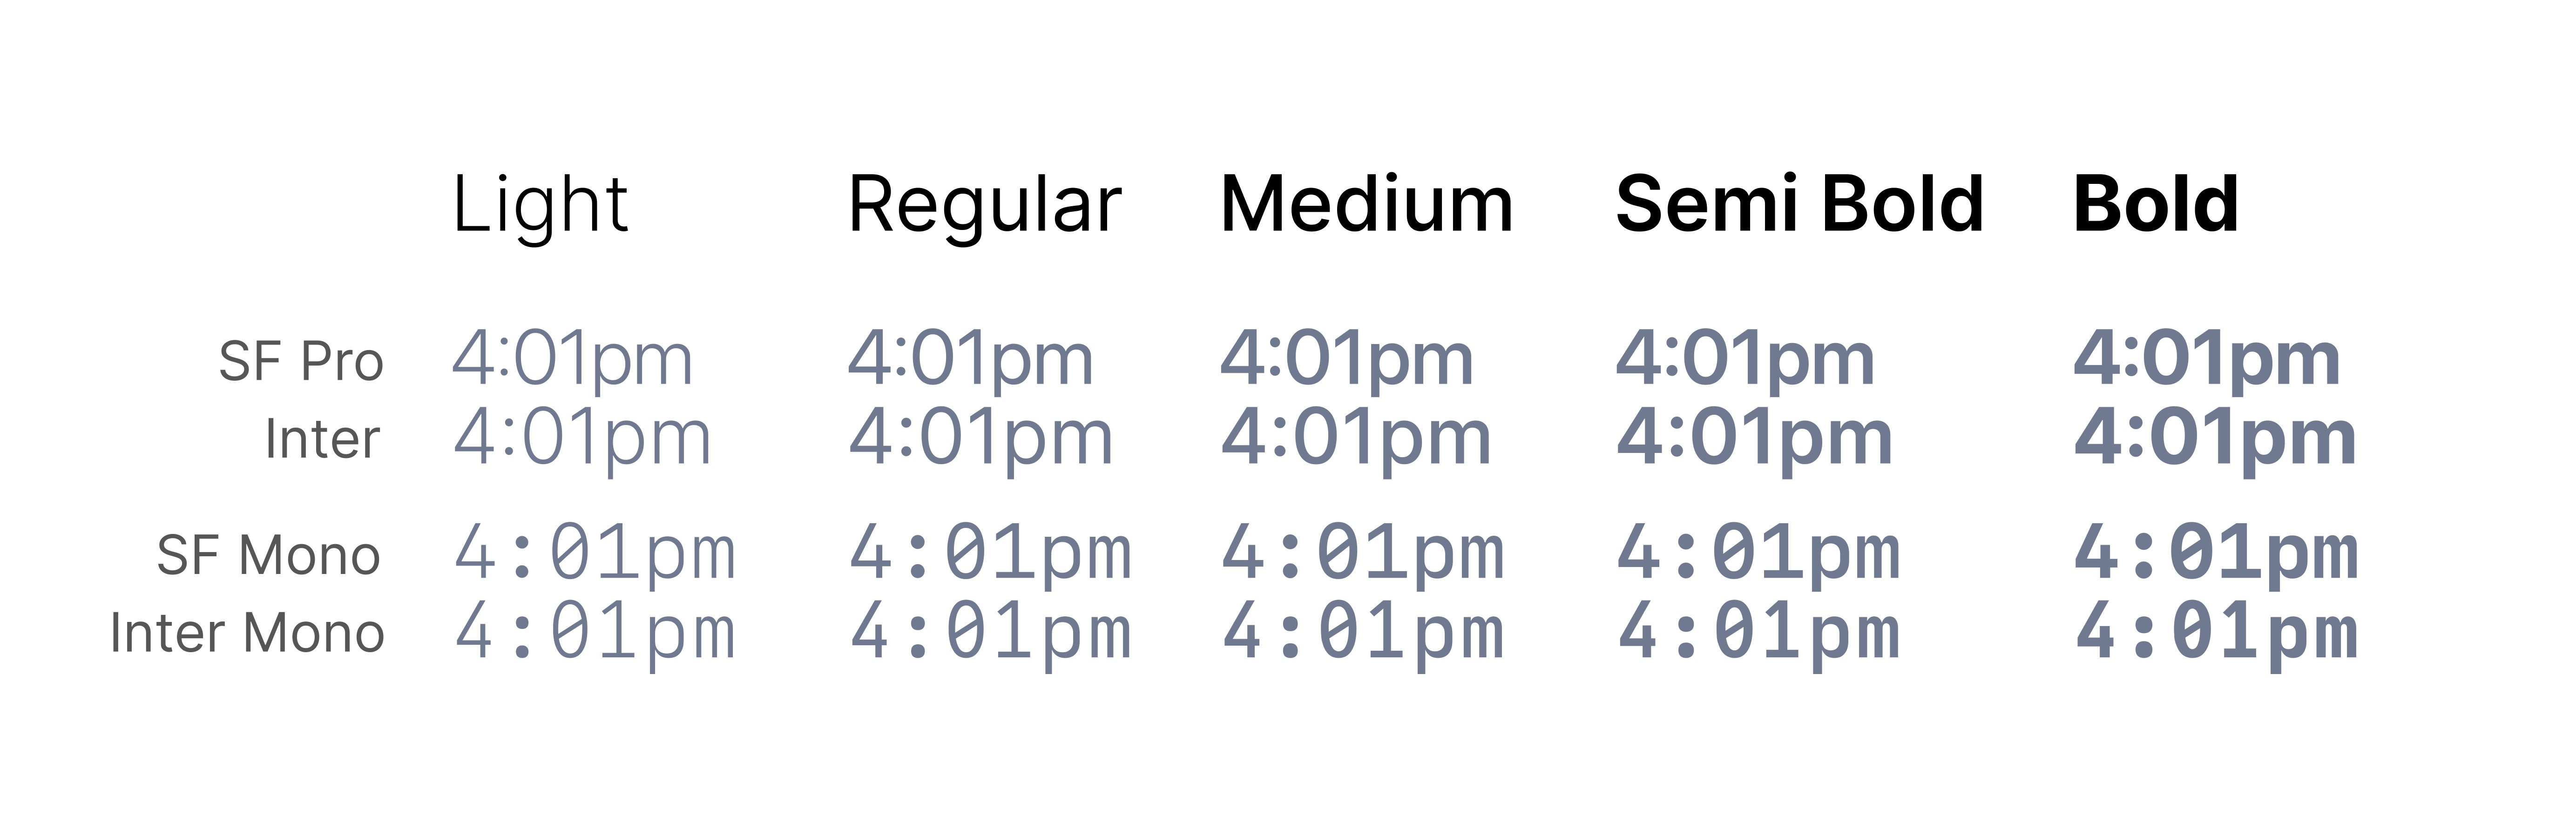 Light Regular Medium Semi Bold Bold
SF Pro 4:01pm 4:01pm 4:01pm 4:01pm 4:01pm
Inter 4:01pm 4:01pm 4:01pm 4:01pm 4:01pm
SF Mono 4:01pm 4:01pm 4:01pm 4:01pm 4:01pm
Inter Mono 4:01pm 4:01pm 4:01pm 4:01pm 4:01pm